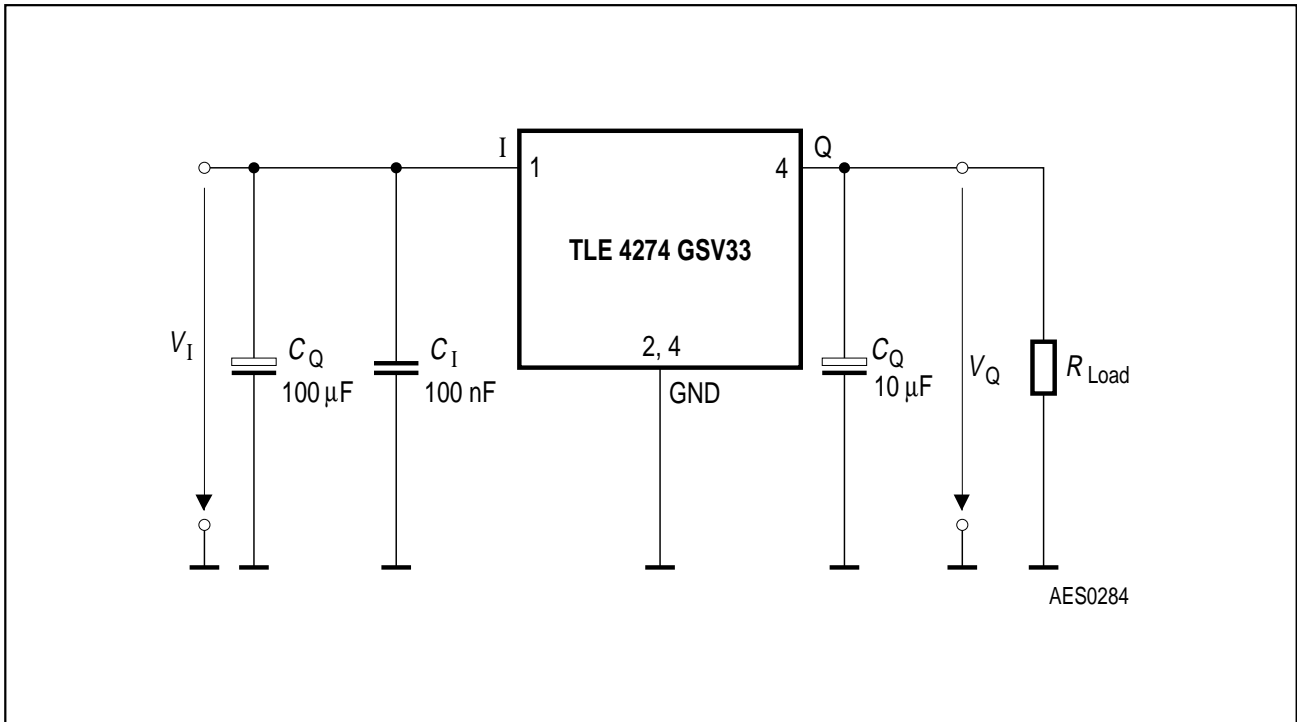 I
Q
1
4
TLE 4274 GSV33
2, 4
GND
V I
C Q
100 µF
C I
100 nF
C Q
10 µF
V Q
R Load
AES0284